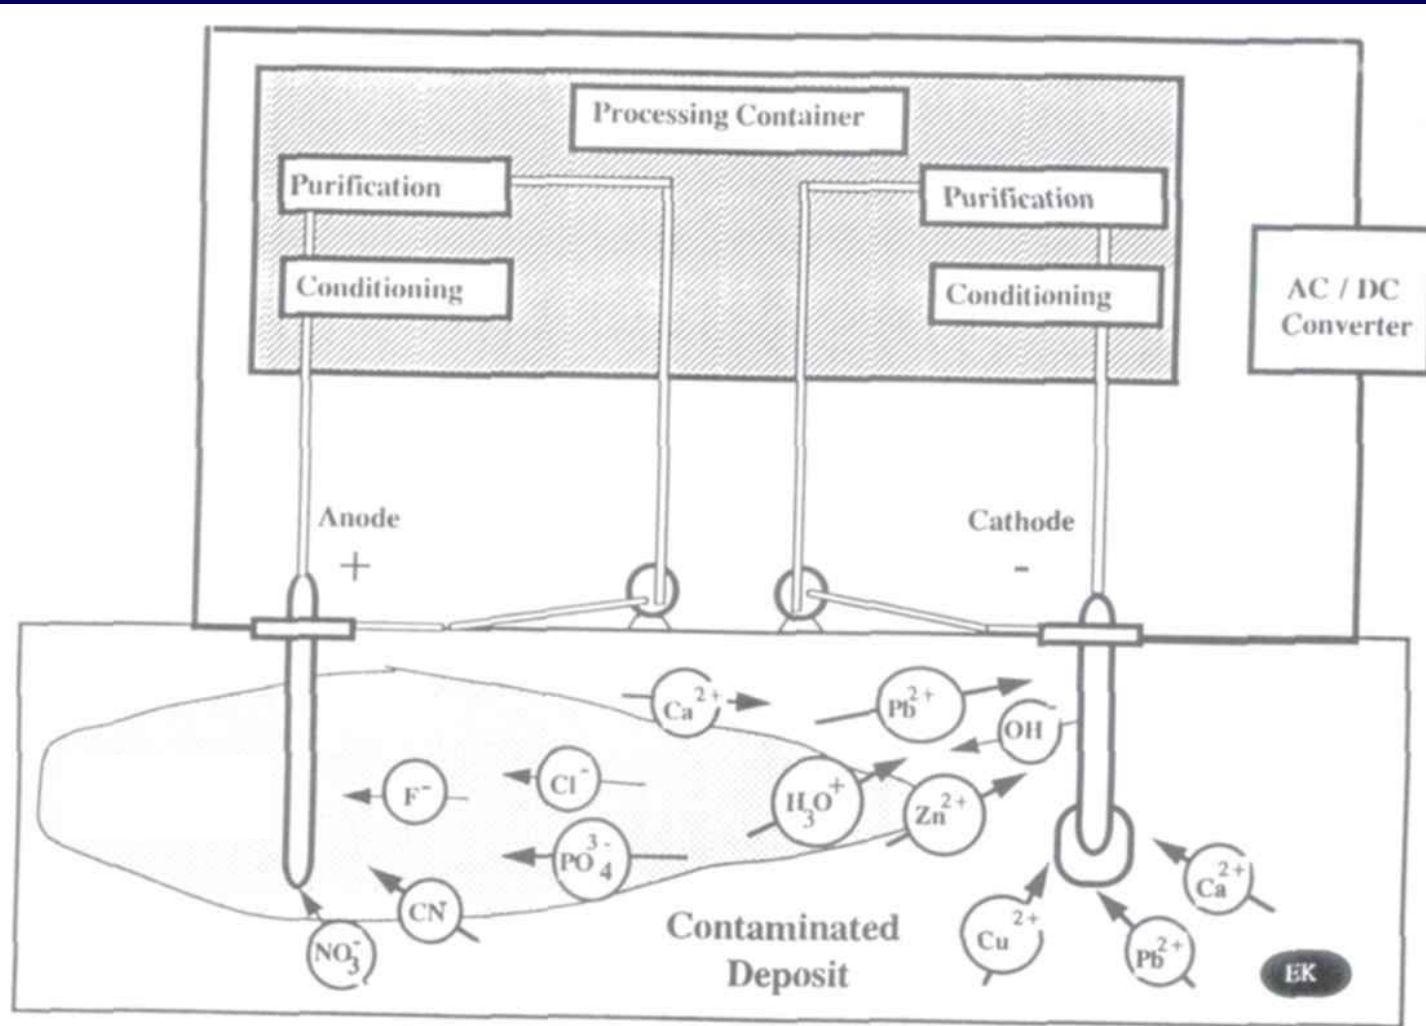 Processing Container
Purification
Purification
Conditioning
Conditioning
AC / DC
Converter
Anode
+
Cathode
-
Ca2+
Pb2+
OH-
F-
Cl-
H3O+
Zn2+
PO43-
CN-
NO3-
Ca2+
Cu2+
Pb2+
Contaminated
Deposit
EK